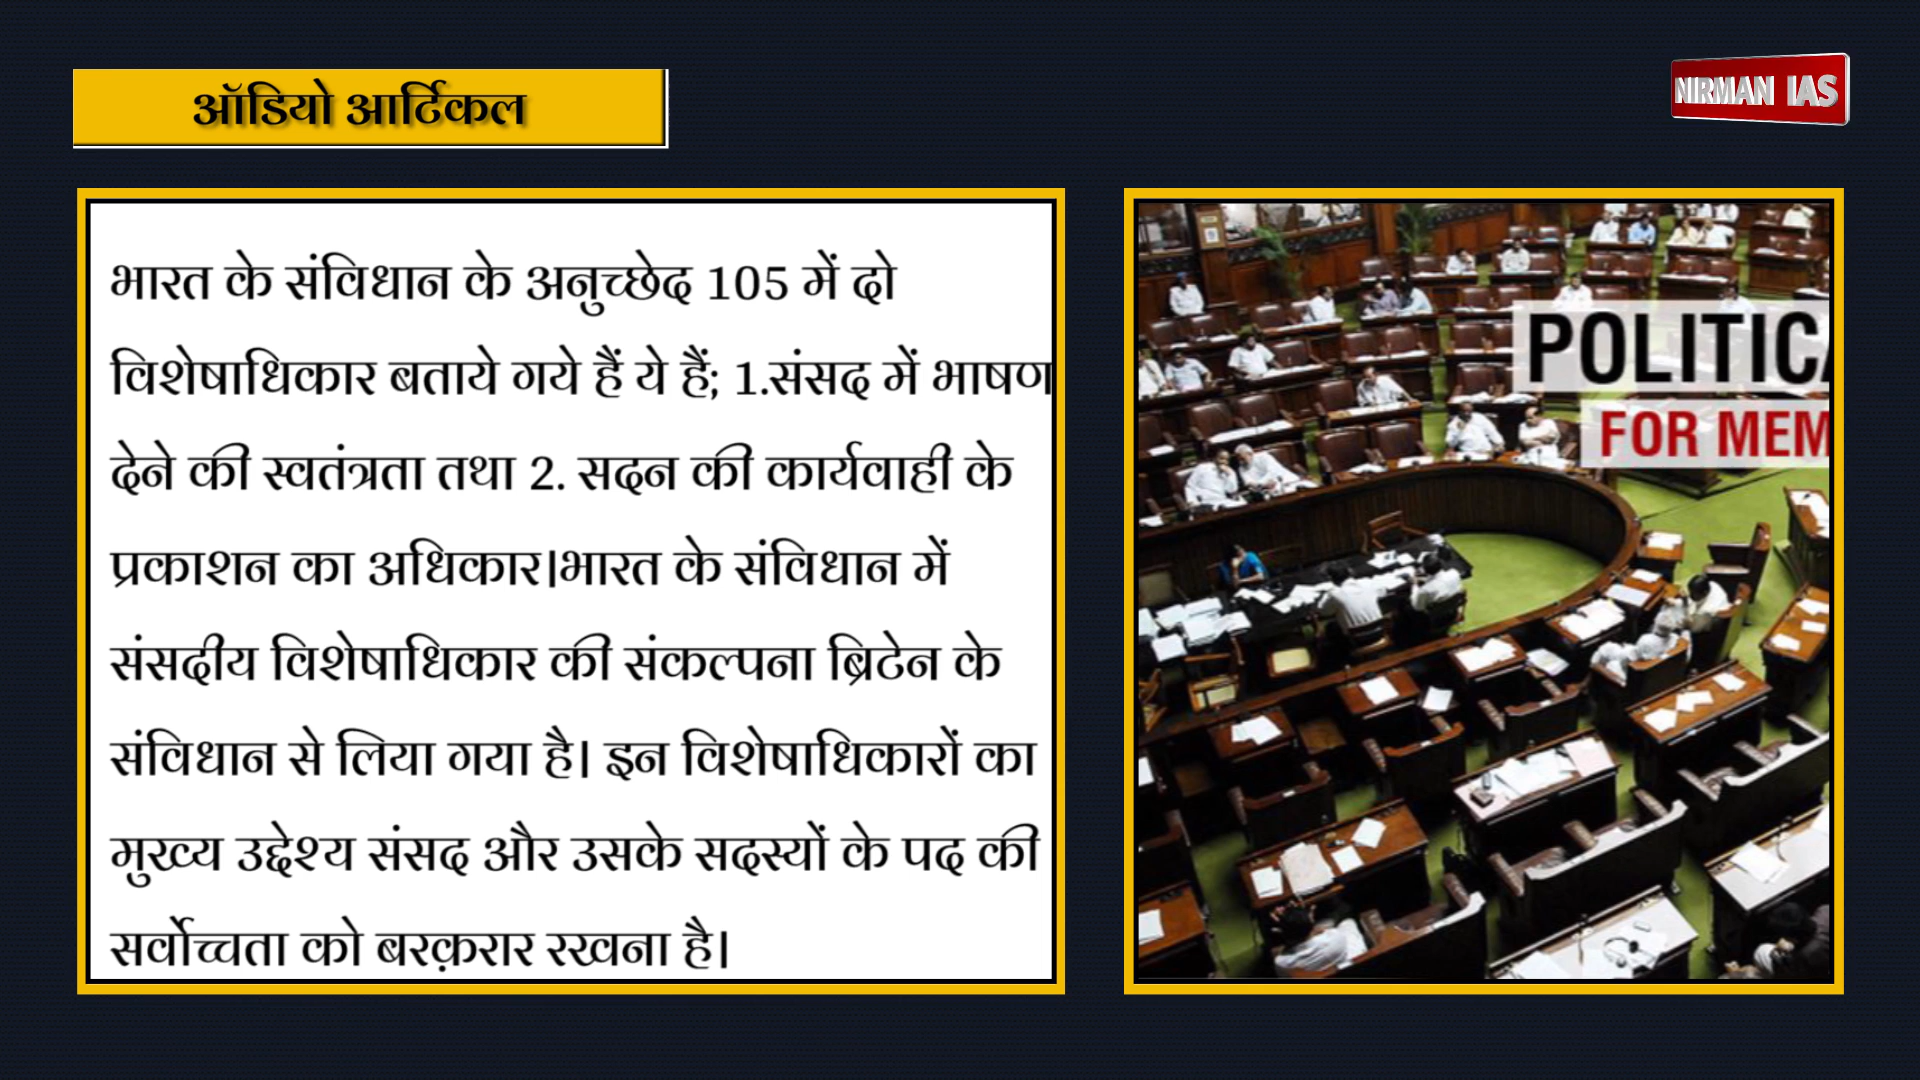 ऑडियो आर्टिकल
NIRMAN IAS
भारत के संविधान के अनुच्छेद 105 में दो
विशेषाधिकार बताये गये हैं ये हैं; 1.संसद में भाषण
देने की स्वतंत्रता तथा 2. सदन की कार्यवाही के
प्रकाशन का अधिकार|भारत के संविधान में
संसदीय विशेषाधिकार की संकल्पना ब्रिटेन के
संविधान से लिया गया है| इन विशेषाधिकारों का
मुख्य उद्देश्य संसद और उसके सदस्यों के पद की
सर्वोच्चता को बरक़रार रखना है|
POLITICA
FOR MEM